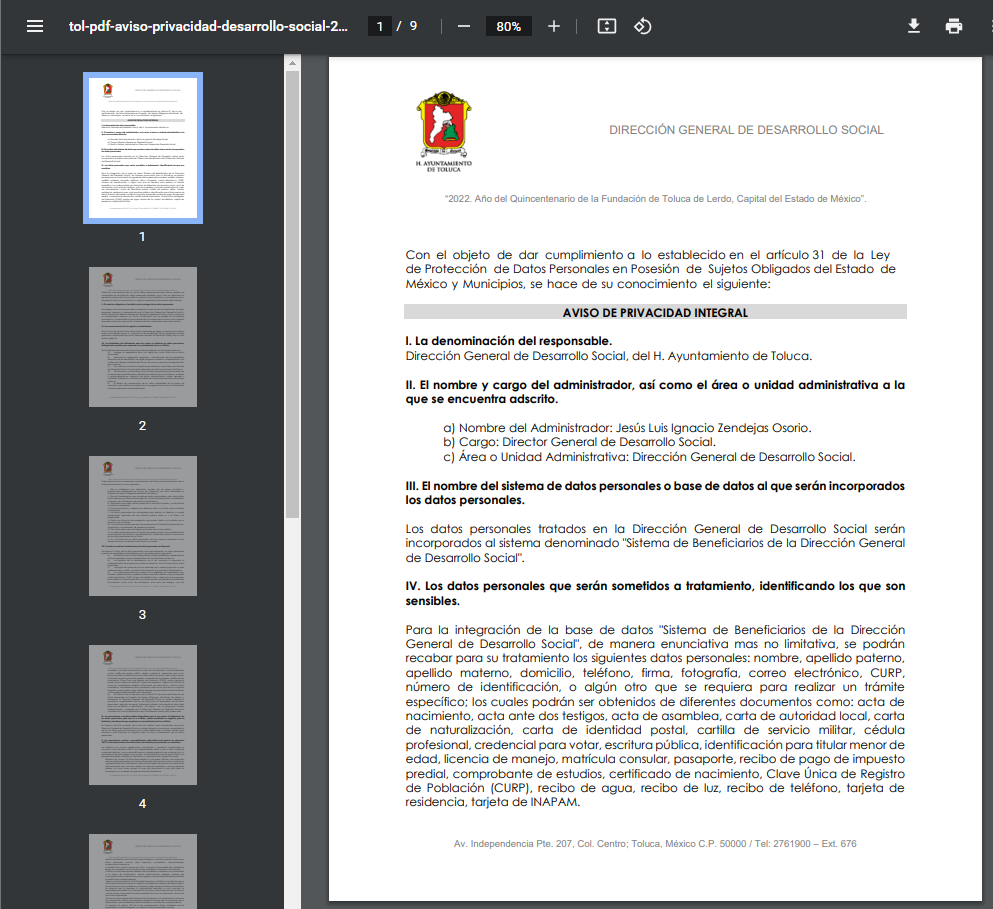 tol-pdf-aviso-privacidad-desarrollo-social-2...
1 / 9
80%
1
2
3
4
H. AYUNTAMIENTO
DE TOLUCA
DIRECCIÓN GENERAL DE DESARROLLO SOCIAL
"2022. Año del Quincentenario de la Fundación de Toluca de Lerdo, Capital del Estado de México".
Con el objeto de dar cumplimiento a lo establecido en el artículo 31 de la Ley
de Protección de Datos Personales en Posesión de Sujetos Obligados del Estado de
México y Municipios, se hace de su conocimiento el siguiente:
AVISO DE PRIVACIDAD INTEGRAL
I. La denominación del responsable.
Dirección General de Desarrollo Social, del H. Ayuntamiento de Toluca.
II. El nombre y cargo del administrador, así como el área o unidad administrativa a la
que se encuentra adscrito.
a) Nombre del Administrador: Jesús Luis Ignacio Zendejas Osorio.
b) Cargo: Director General de Desarrollo Social.
c) Área o Unidad Administrativa: Dirección General de Desarrollo Social.
III. El nombre del sistema de datos personales o base de datos al que serán incorporados
los datos personales.
Los datos personales tratados en la Dirección General de Desarrollo Social serán
incorporados al sistema denominado "Sistema de Beneficiarios de la Dirección General
de Desarrollo Social".
IV. Los datos personales que serán sometidos a tratamiento, identificando los que son
sensibles.
Para la integración de la base de datos "Sistema de Beneficiarios de la Dirección
General de Desarrollo Social", de manera enunciativa mas no limitativa, se podrán
recabar para su tratamiento los siguientes datos personales: nombre, apellido paterno,
apellido materno, domicilio, teléfono, firma, fotografía, correo electrónico, CURP,
número de identificación, o algún otro que se requiera para realizar un trámite
específico; los cuales podrán ser obtenidos de diferentes documentos como: acta de
nacimiento, acta ante dos testigos, acta de asamblea, carta de autoridad local, carta
de naturalización, carta de identidad postal, cartilla de servicio militar, cédula
profesional, credencial para votar, escritura pública, identificación para titular menor de
edad, licencia de manejo, matrícula consular, pasaporte, recibo de pago de impuesto
predial, comprobante de estudios, certificado de nacimiento, Clave Única de Registro
de Población (CURP), recibo de agua, recibo de luz, recibo de teléfono, tarjeta de
residencia, tarjeta de INAPAM.
Av. Independencia Pte. 207, Col. Centro; Toluca, México C.P. 50000 / Tel: 2761900 – Ext. 676